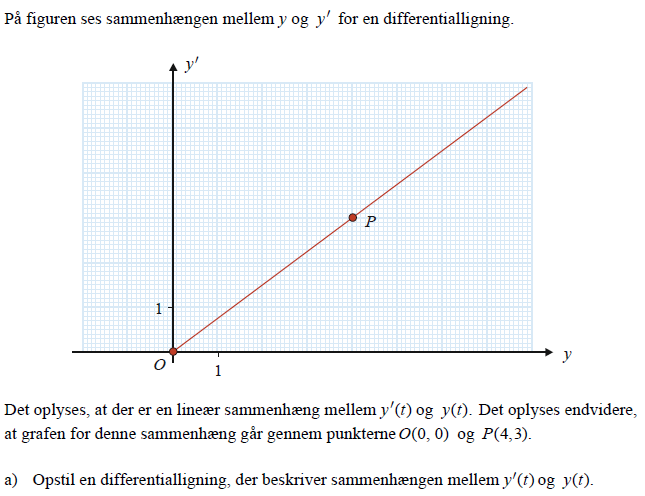 På figuren ses sammenhængen mellem y og y′ for en differentialligning.
y′
P
1
O
1
y
Det oplyses, at der er en lineær sammenhæng mellem y′(t) og y(t). Det oplyses endvidere,
at grafen for denne sammenhæng går gennem punkterne O(0, 0) og P(4,3).
a) Opstil en differentialligning, der beskriver sammenhængen mellem y′(t) og y(t).